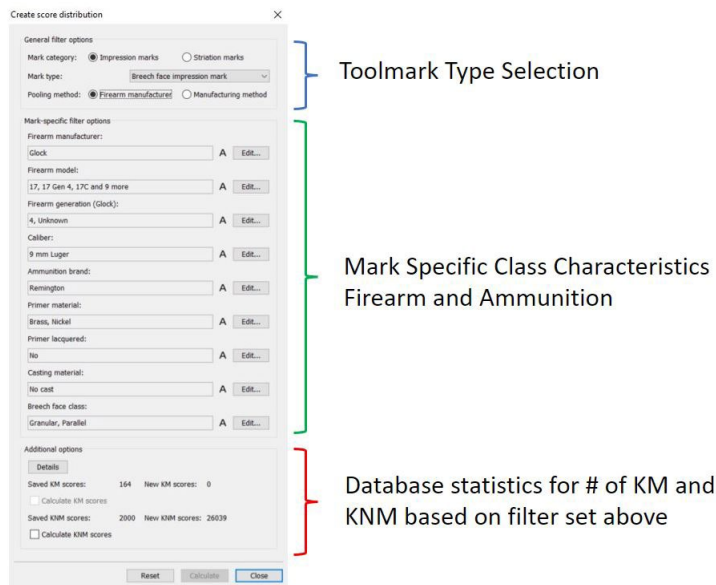 Create score distribution
General filter options
Mark category: Impression marks Striation marks
Mark type: Breech face impression mark
Pooling method: Firearm manufacturer Manufacturing method
Toolmark Type Selection
Mark-specific filter options
Firearm manufacturer:
Glock A Edit...
Firearm model:
17, 17 Gen 4, 17C and 9 more A Edit...
Firearm generation (Glock):
4, Unknown A Edit...
Caliber:
9 mm Luger A Edit...
Ammunition brand:
Remington A Edit...
Primer material:
Brass, Nickel A Edit...
Primer lacquered:
No A Edit...
Casting material:
No cast A Edit...
Breech face class:
Granular, Parallel A Edit...
Mark Specific Class Characteristics
Firearm and Ammunition
Additional options
Details
Saved KM scores: 164 New KM scores: 0
Calculate KM scores
Saved KNM scores: 2000 New KNM scores: 26039
Calculate KNM scores
Database statistics for # of KM and
KNM based on filter set above
Reset Calculate Close